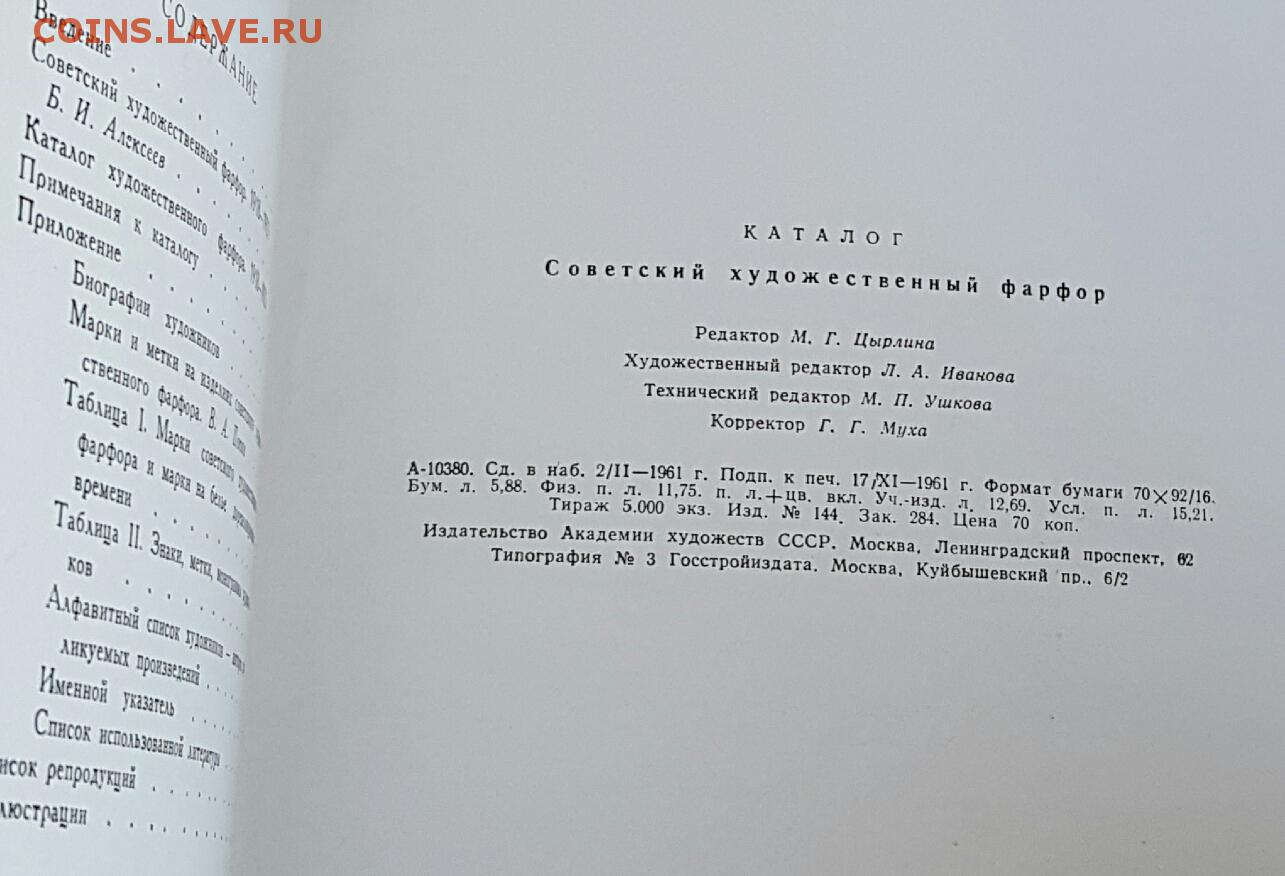 COINS.LAVE.RU
СОДЕРЖАНИЕ
Введение . . . . .
Советский художественный фарфор.
Б. И. Алексеев . . . . .
Каталог художественного фарфора.
Примечания к каталогу . . . .
Приложение . . . . .
Биографии художников
Марки и метки на изделиях советского
ственного фарфора. В. А.
Таблица I. Марки советского
фарфора и марки на белье,
времени . . . . .
Таблица II. Знаки, метки,
ков . . . . .
Алфавитный список художников —
ликуемых произведений . . . .
Именной указатель . . . .
Список использованной литературы . .
исок репродукций . . . . .
люстрации . . . . .
КАТАЛОГ
Советский художественный фарфор
Редактор М. Г. Цырлина
Художественный редактор Л. А. Иванова
Технический редактор М. П. Ушкова
Корректор Г. Г. Муха
А-10380. Сд. в наб. 2/II—1961 г. Подп. к печ. 17/XI—1961 г. Формат бумаги 70×92/16.
Бум. л. 5,88. Физ. п. л. 11,75. п. л.+цв. вкл. Уч.-изд. л. 12,69. Усл. п. л. 15,21.
Тираж 5.000 экз. Изд. № 144. Зак. 284. Цена 70 коп.
Издательство Академии художеств СССР. Москва, Ленинградский проспект, 62
Типография № 3 Госстройиздата. Москва, Куйбышевский пр., 6/2